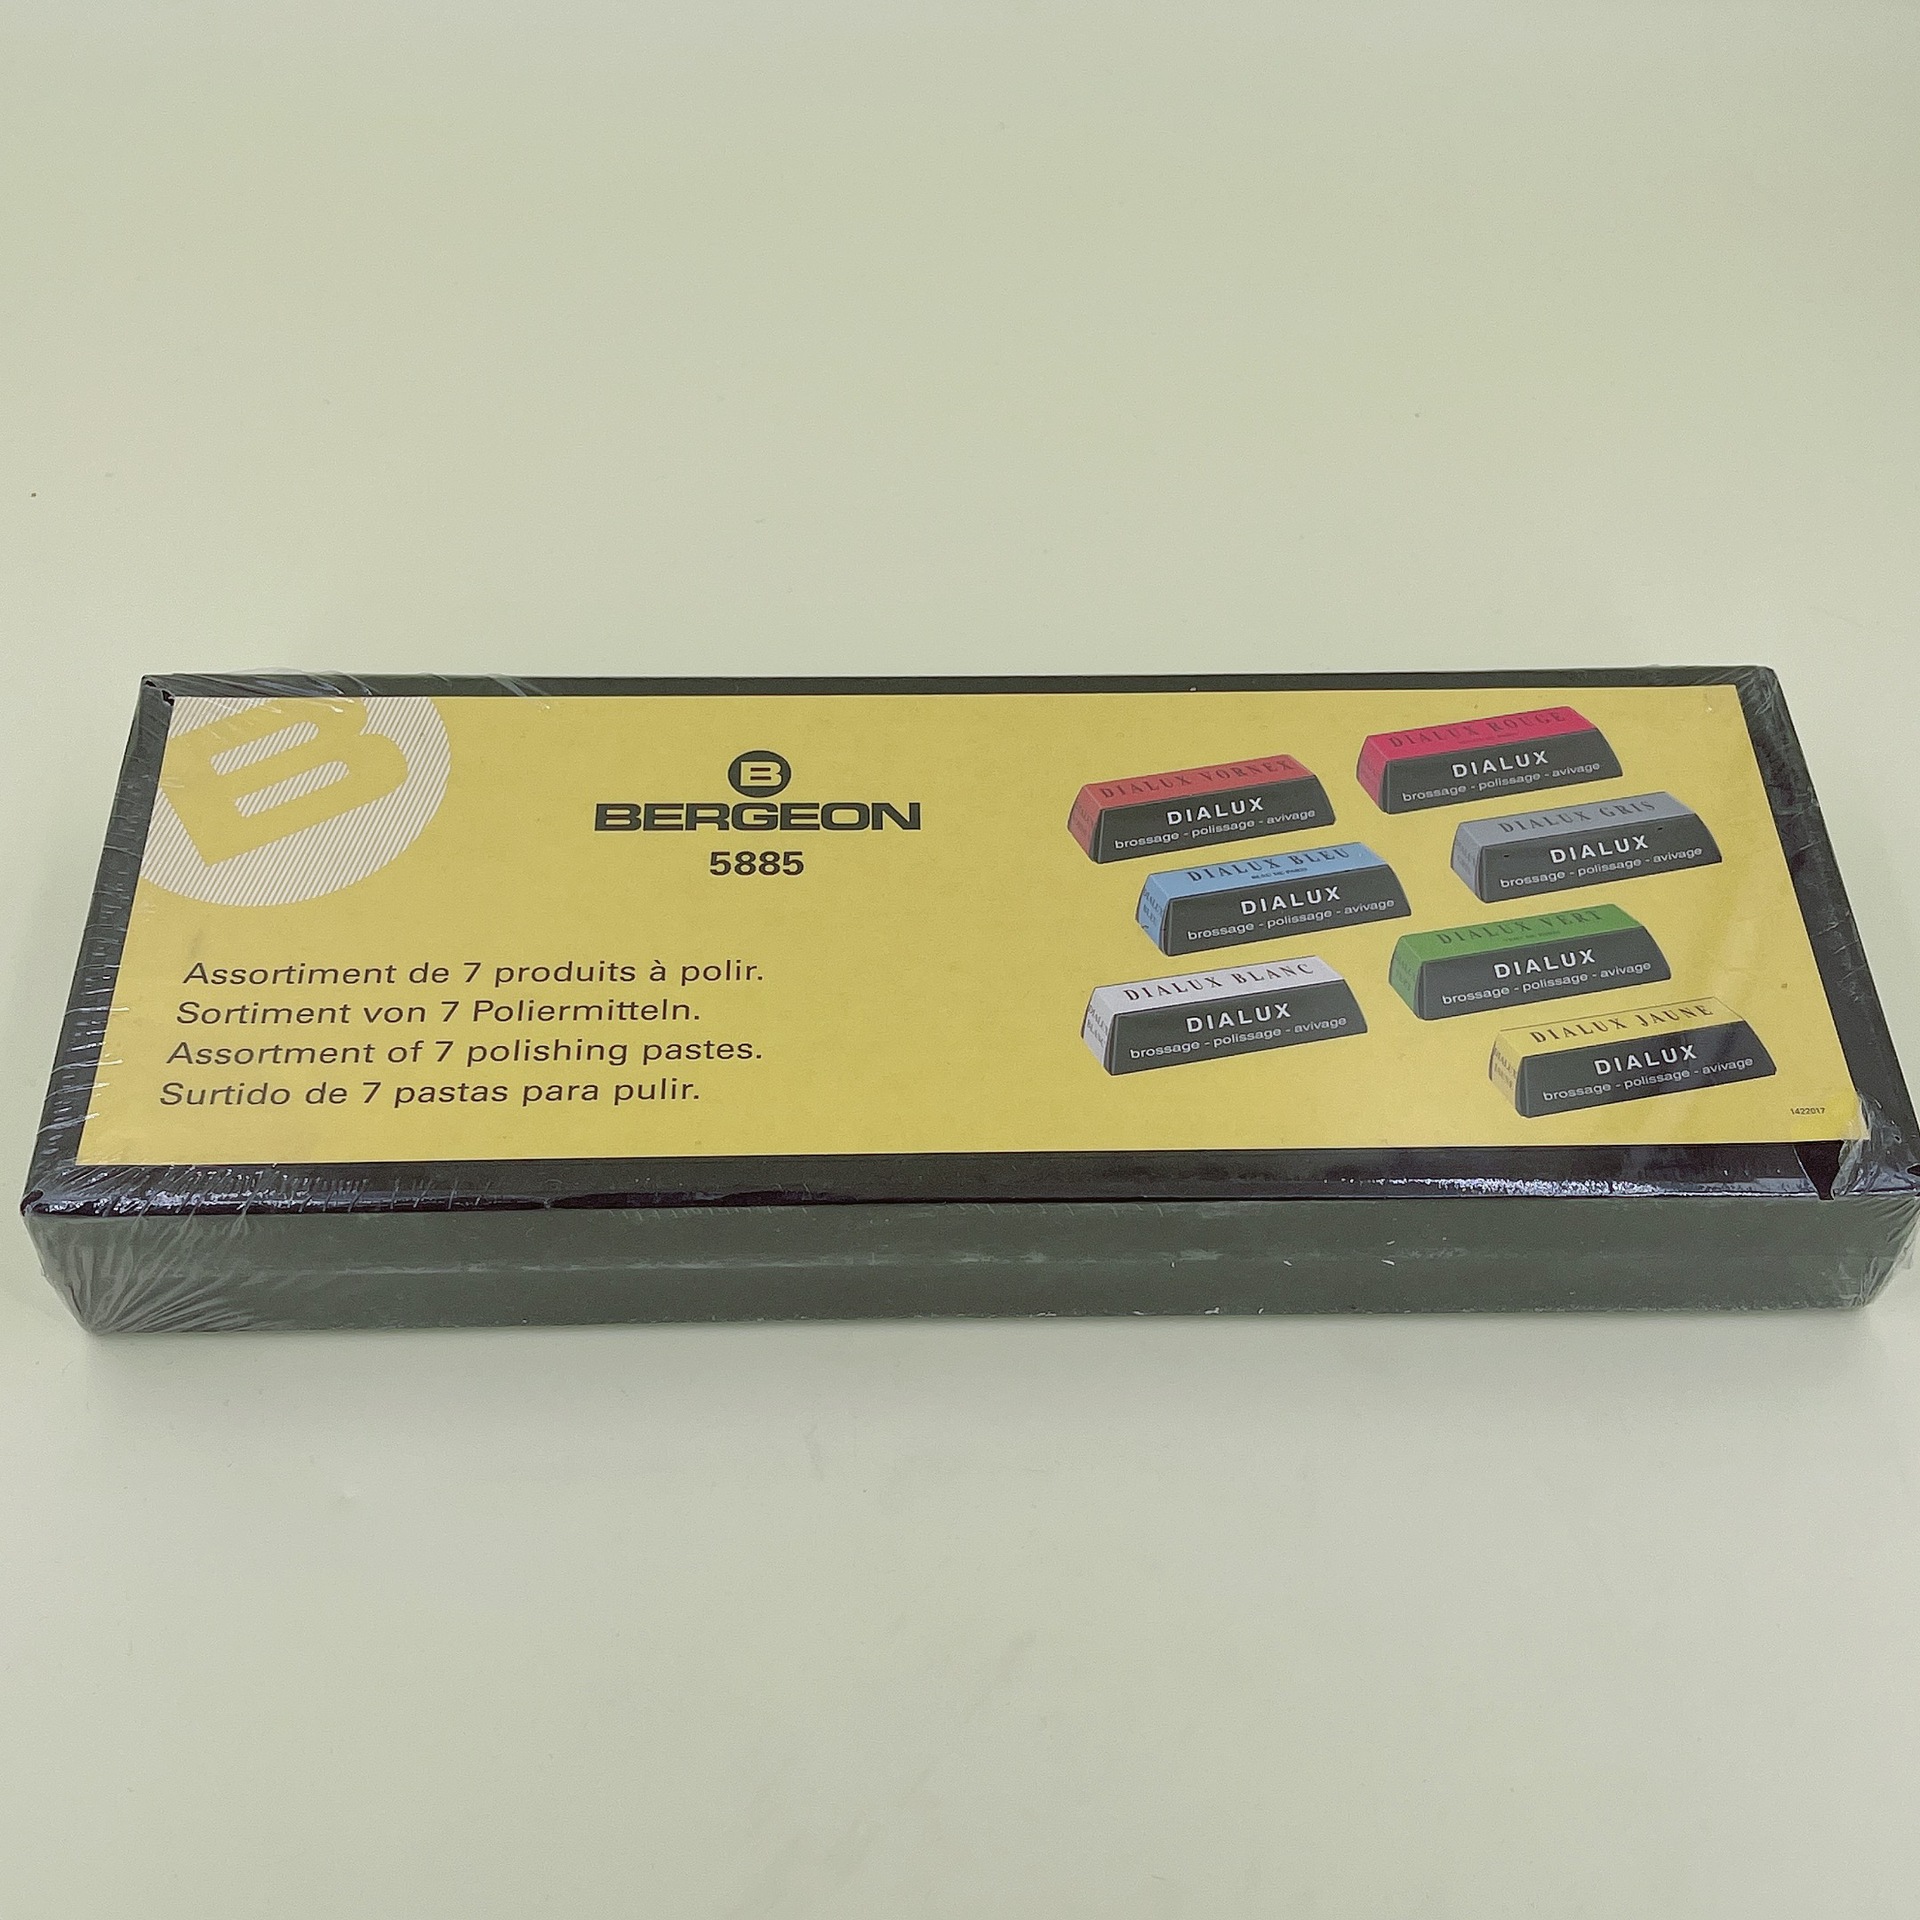 B
B
BERGEON
5885
Assortiment de 7 produits à polir.
Sortiment von 7 Poliermitteln.
Assortment of 7 polishing pastes.
Surtido de 7 pastas para pulir.
DIALUX VORNEX
DIALUX
brossage - polissage - avivage
DIALUX ROUGE
DIALUX
brossage - polissage - avivage
DIALUX BLEU
DIALUX
brossage - polissage - avivage
DIALUX GRIS
DIALUX
brossage - polissage - avivage
DIALUX BLANC
DIALUX
brossage - polissage - avivage
DIALUX VERT
DIALUX
brossage - polissage - avivage
DIALUX JAUNE
DIALUX
brossage - polissage - avivage
1422017